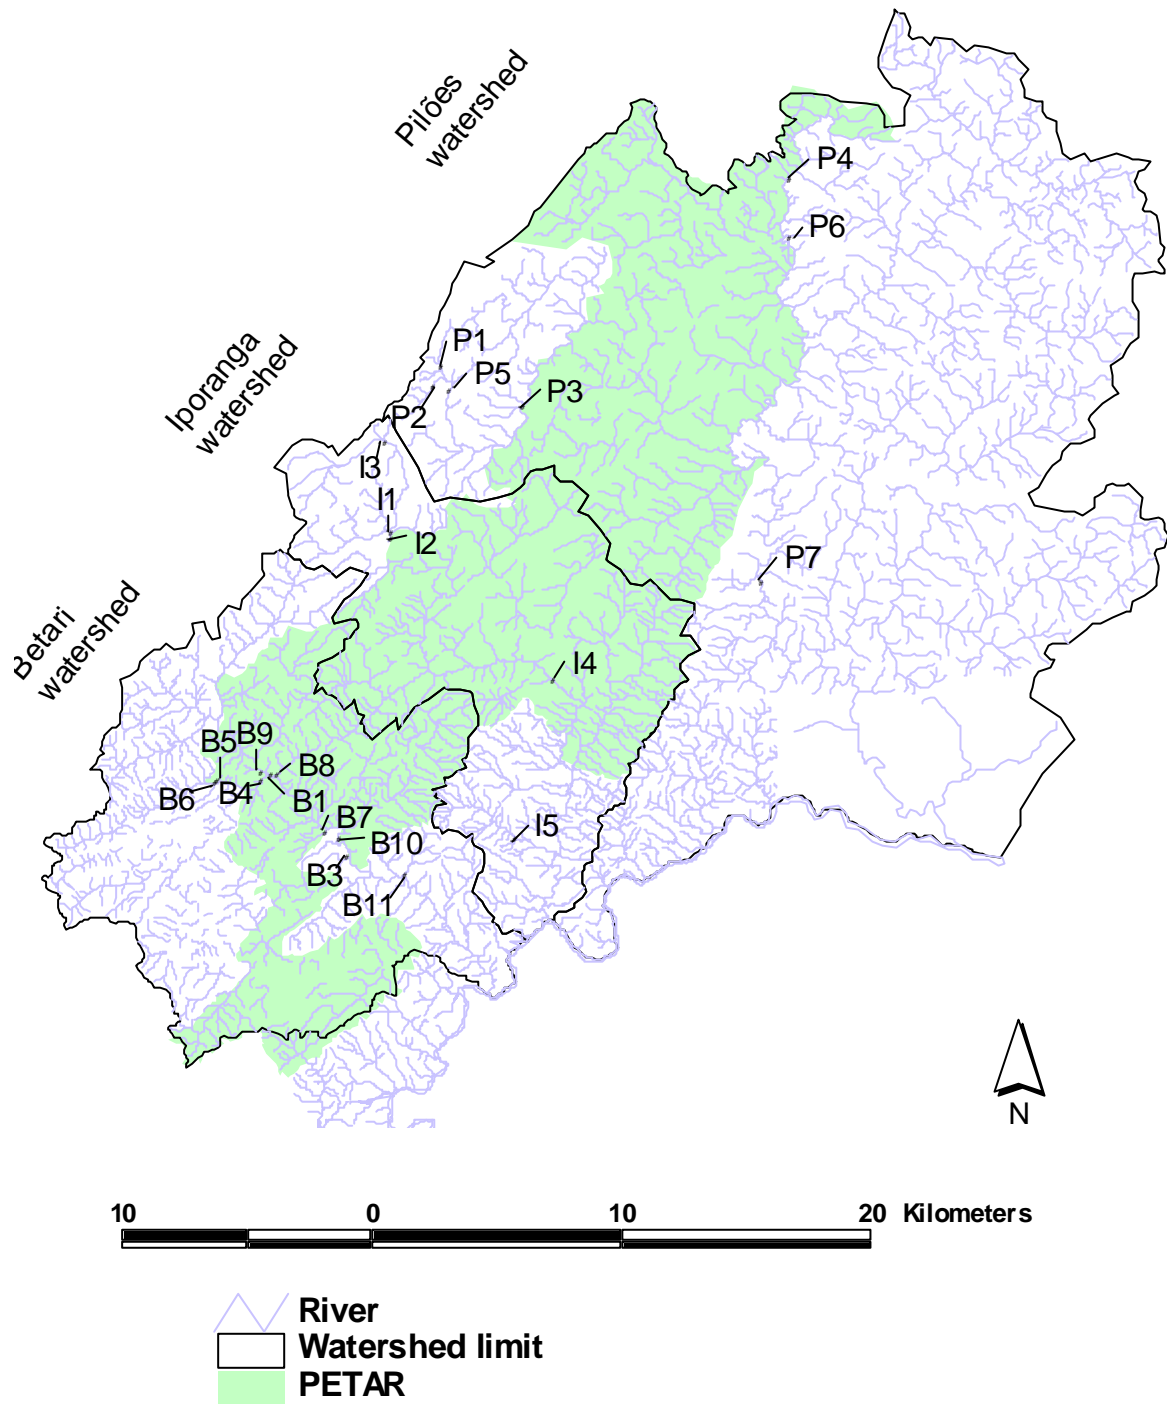 Pilões
watershed
P4
P6
Iporanga
watershed
P1
P5
P3
P2
I3
I1
I2
P7
Betari
watershed
I4
B5
B9
B8
B6
B4
B1
B7
B10
I5
B3
B11
N
10 0 10 20 Kilometers
River
Watershed limit
PETAR